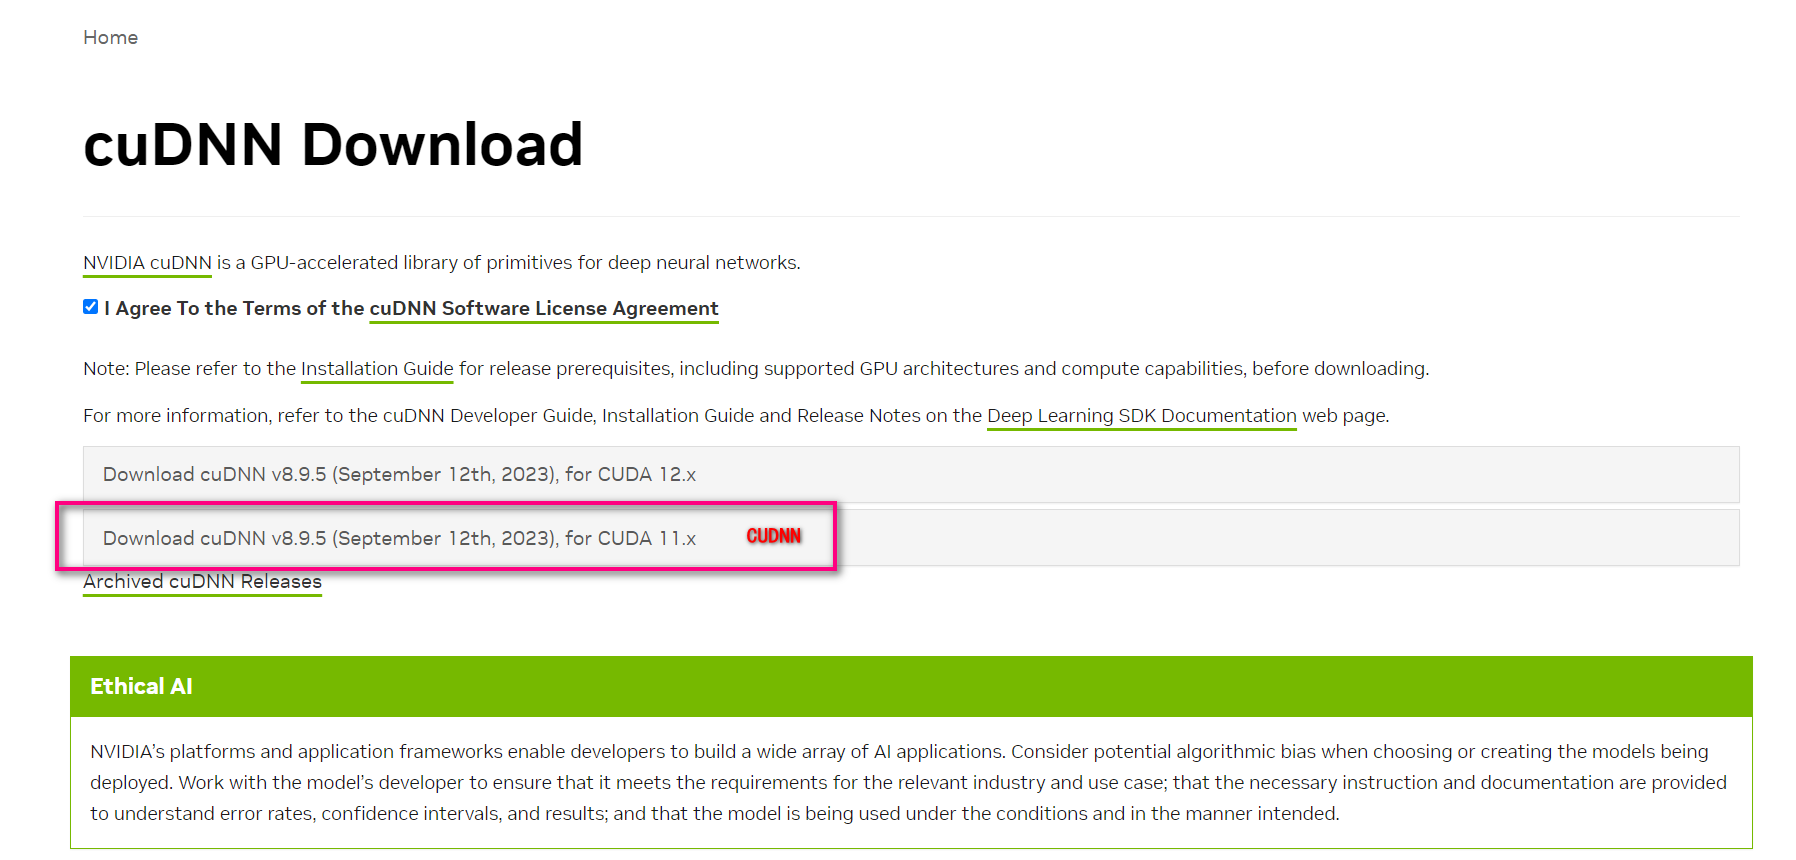 Home
cuDNN Download
NVIDIA cuDNN is a GPU-accelerated library of primitives for deep neural networks.
I Agree To the Terms of the cuDNN Software License Agreement
Note: Please refer to the Installation Guide for release prerequisites, including supported GPU architectures and compute capabilities, before downloading.
For more information, refer to the cuDNN Developer Guide, Installation Guide and Release Notes on the Deep Learning SDK Documentation web page.
Download cuDNN v8.9.5 (September 12th, 2023), for CUDA 12.x
Download cuDNN v8.9.5 (September 12th, 2023), for CUDA 11.x CUDNN
Archived cuDNN Releases
Ethical AI
NVIDIA’s platforms and application frameworks enable developers to build a wide array of AI applications. Consider potential algorithmic bias when choosing or creating the models being
deployed. Work with the model’s developer to ensure that it meets the requirements for the relevant industry and use case; that the necessary instruction and documentation are provided
to understand error rates, confidence intervals, and results; and that the model is being used under the conditions and in the manner intended.